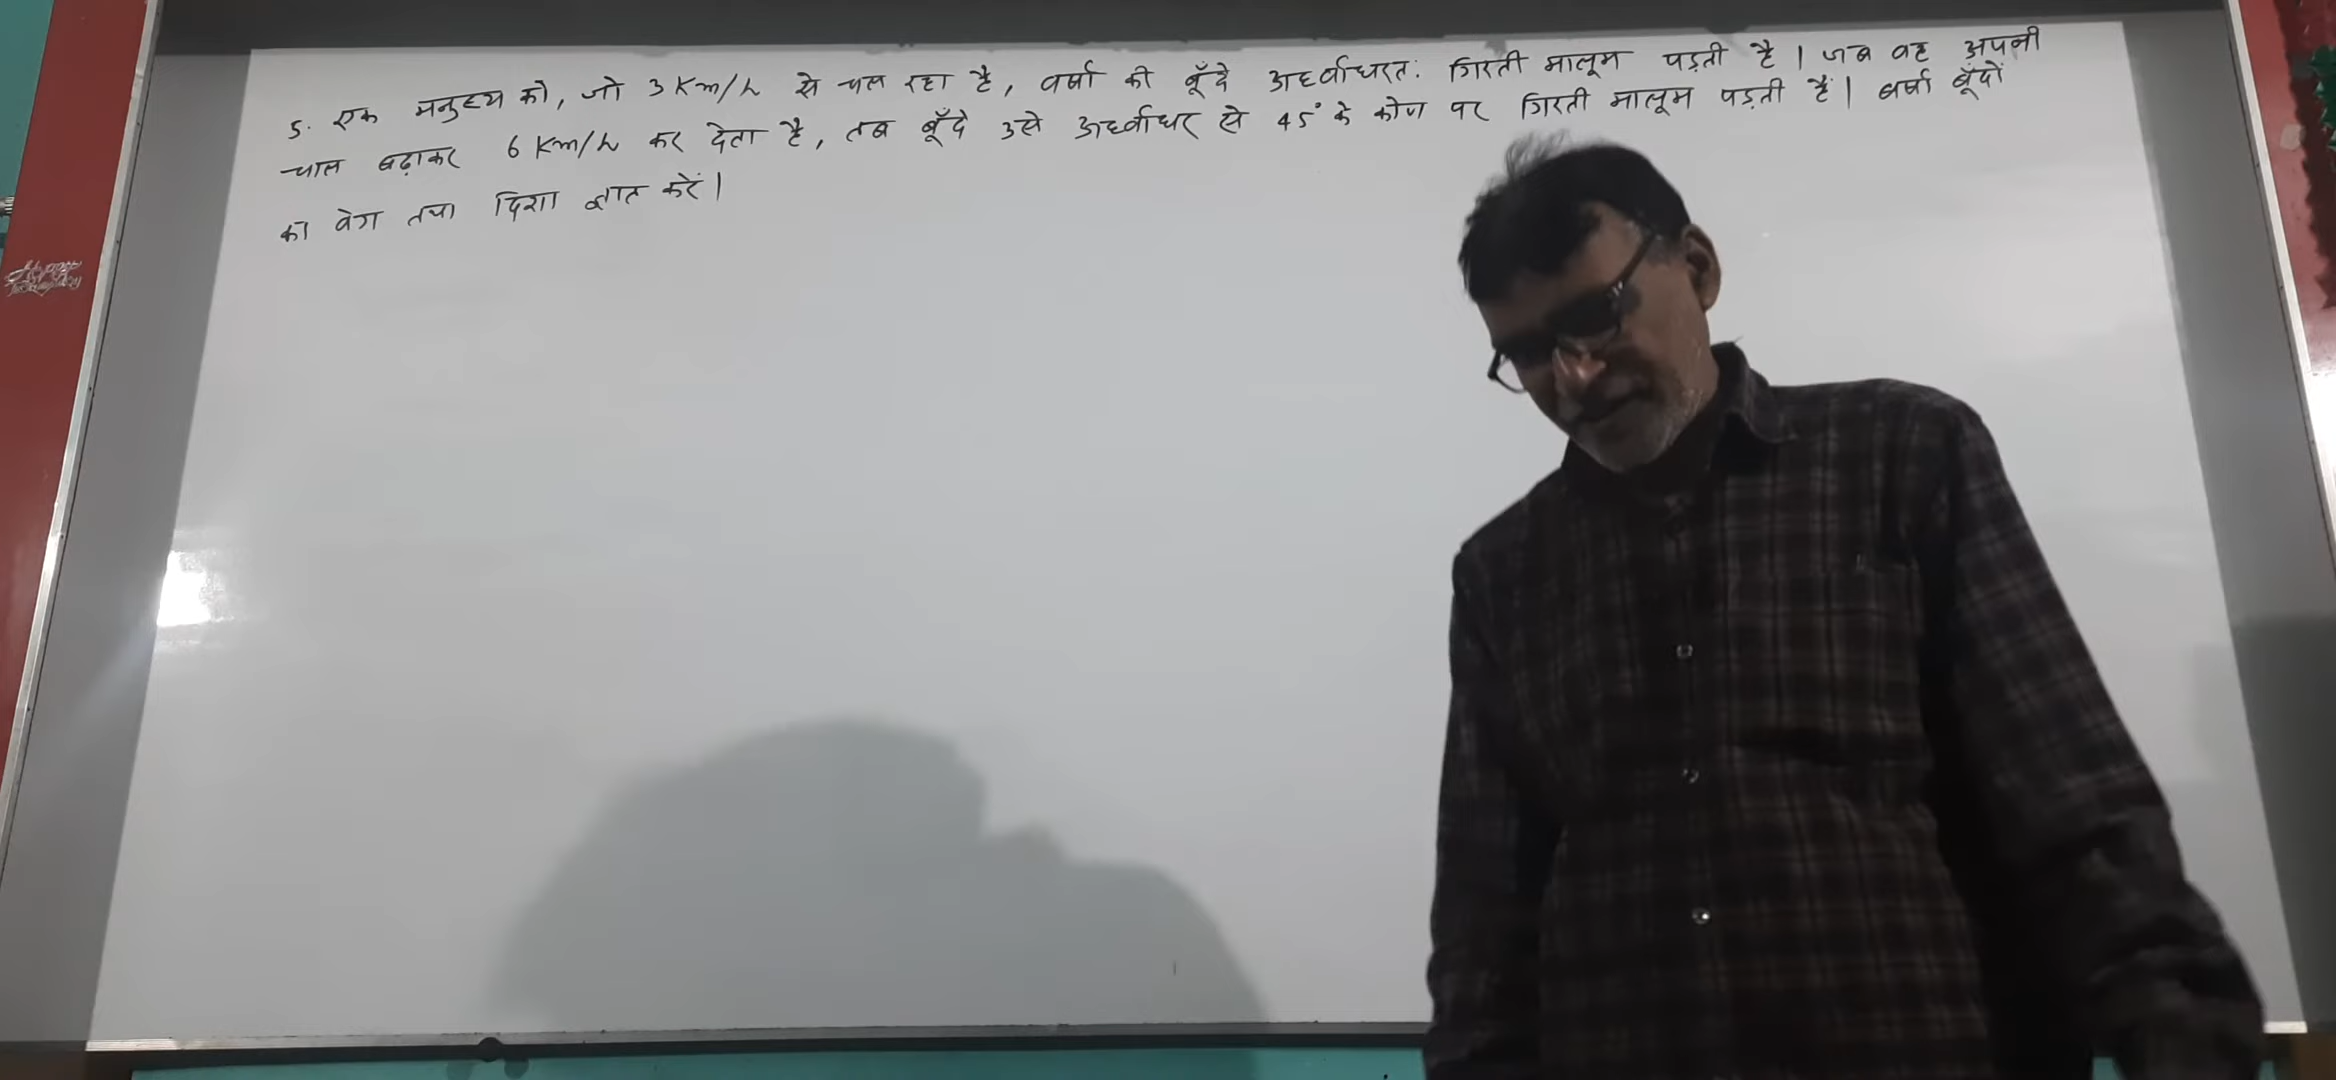 5. एक मनुष्य को, जो 3 Km/h से चल रहा है, वर्षा की बूँदे ऊर्ध्वाधरतः गिरती मालूम पड़ती है । जब वह अपनी
चाल बढ़ाकर 6 Km/h कर देता है, तब बूँदे उसे ऊर्ध्वाधर से 45° के कोण पर गिरती मालूम पड़ती हैं। वर्षा बूँदों
का वेग तथा दिशा ज्ञात करें।